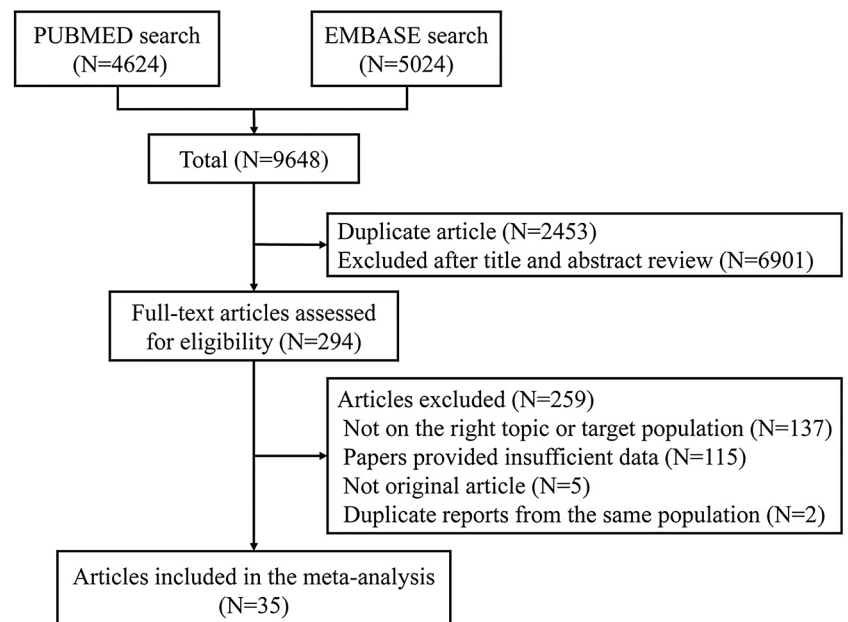 PUBMED search
(N=4624)
EMBASE search
(N=5024)
Total (N=9648)
Duplicate article (N=2453)
Excluded after title and abstract review (N=6901)
Full-text articles assessed
for eligibility (N=294)
Articles excluded (N=259)
Not on the right topic or target population (N=137)
Papers provided insufficient data (N=115)
Not original article (N=5)
Duplicate reports from the same population (N=2)
Articles included in the meta-analysis
(N=35)